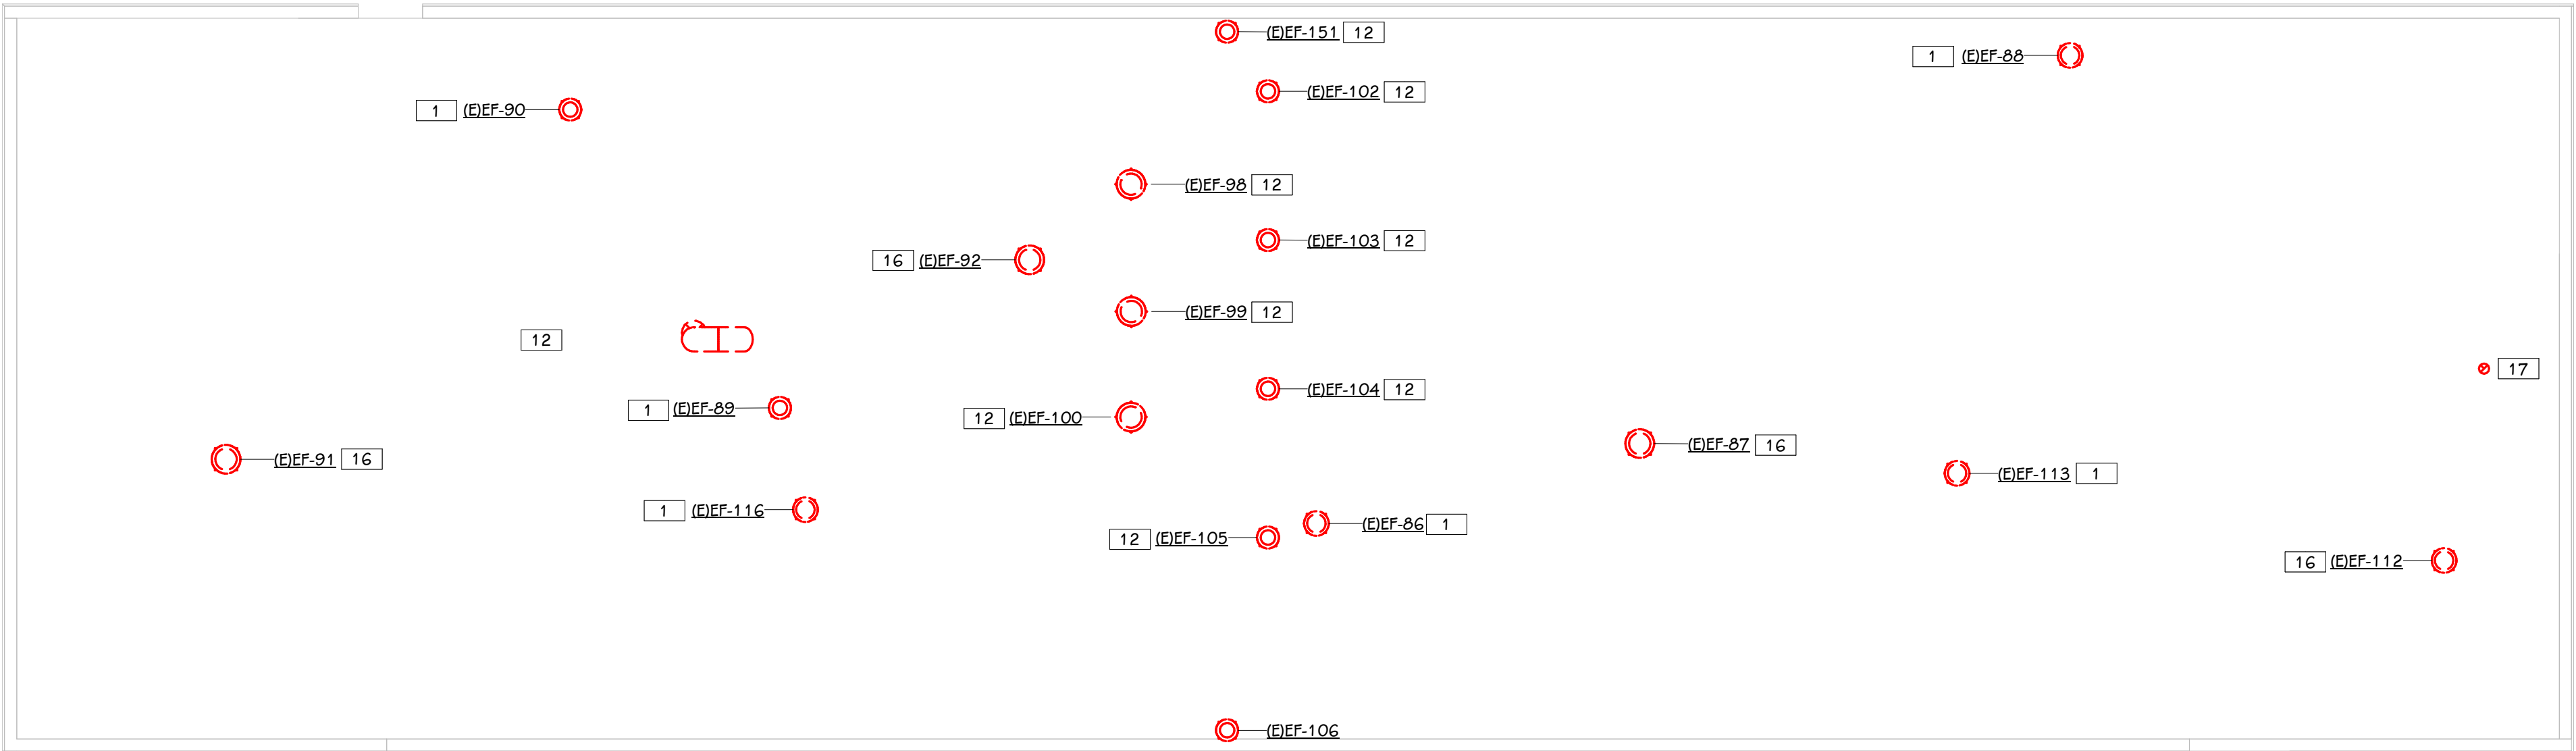 (E)EF-151 12
1 (E)EF-88
(E)EF-102 12
1 (E)EF-90
(E)EF-98 12
(E)EF-103 12
16 (E)EF-92
(E)EF-99 12
12
17
(E)EF-104 12
1 (E)EF-89
12 (E)EF-100
(E)EF-87 16
(E)EF-91 16
(E)EF-113 1
1 (E)EF-116
(E)EF-86 1
12 (E)EF-105
16 (E)EF-112
(E)EF-106